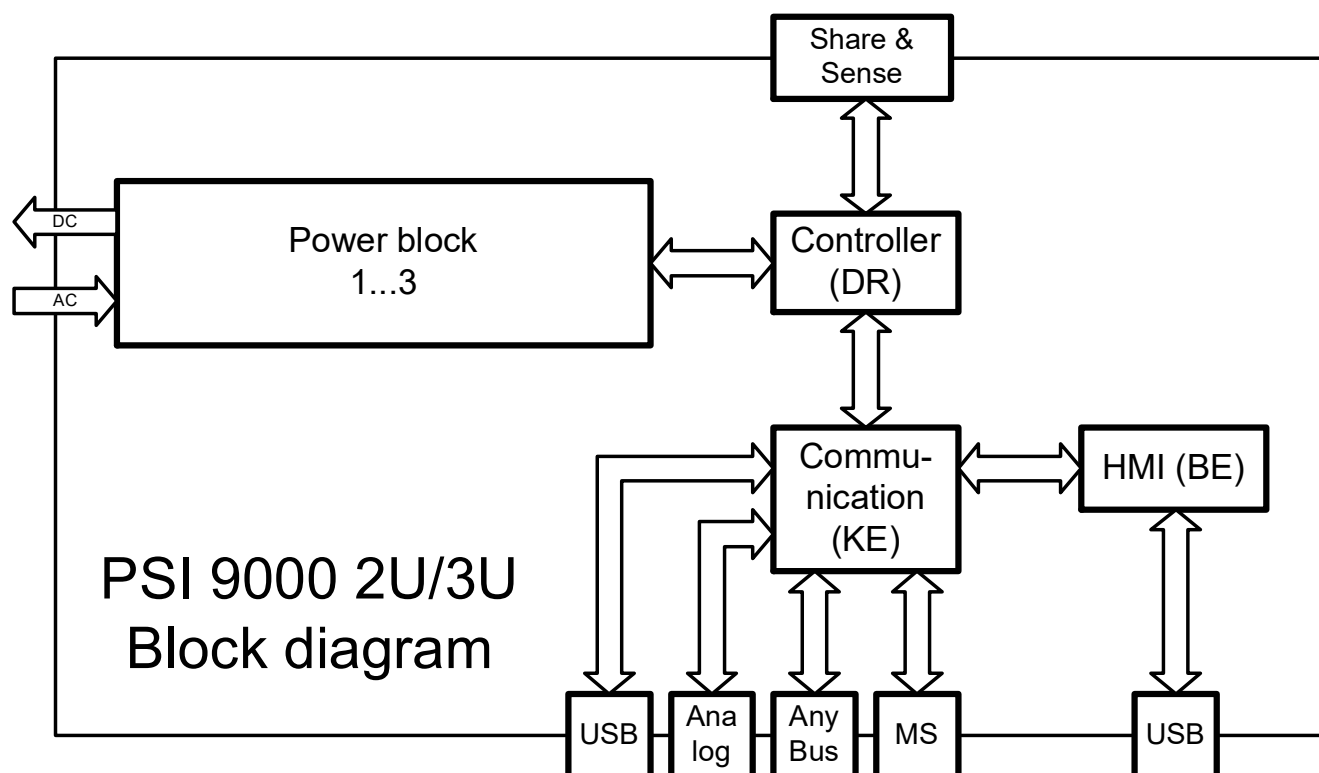 Share &
Sense
DC
AC
Power block
1...3
Controller
(DR)
Commu-
nication
(KE)
HMI (BE)
PSI 9000 2U/3U
Block diagram
USB
Ana
log
Any
Bus
MS
USB